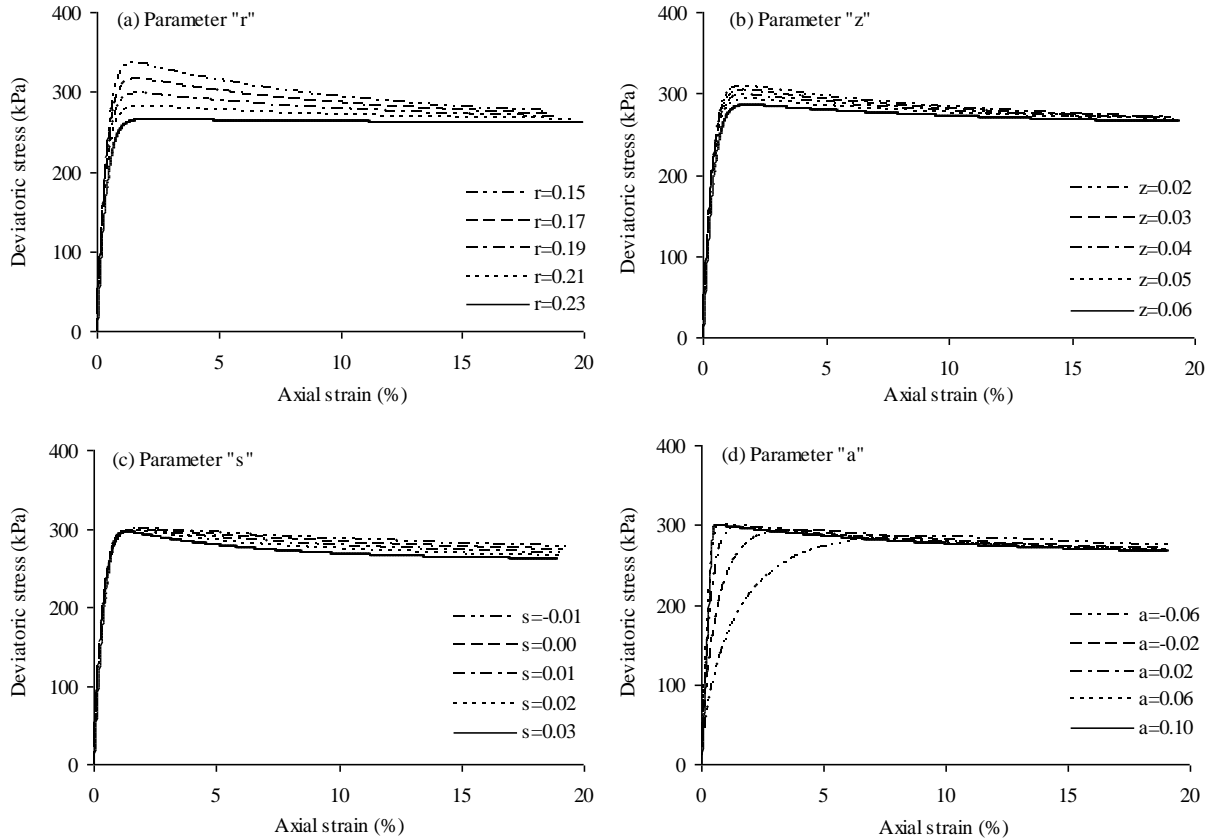 (a) Parameter "r"
400
300
200
100
0
Deviatoric stress (kPa)
r=0.15
r=0.17
r=0.19
r=0.21
r=0.23
0 5 10 15 20
Axial strain (%)
(b) Parameter "z"
400
300
200
100
0
Deviatoric stress (kPa)
z=0.02
z=0.03
z=0.04
z=0.05
z=0.06
0 5 10 15 20
Axial strain (%)
(c) Parameter "s"
400
300
200
100
0
Deviatoric stress (kPa)
s=-0.01
s=0.00
s=0.01
s=0.02
s=0.03
0 5 10 15 20
Axial strain (%)
(d) Parameter "a"
400
300
200
100
0
Deviatoric stress (kPa)
a=-0.06
a=-0.02
a=0.02
a=0.06
a=0.10
0 5 10 15 20
Axial strain (%)